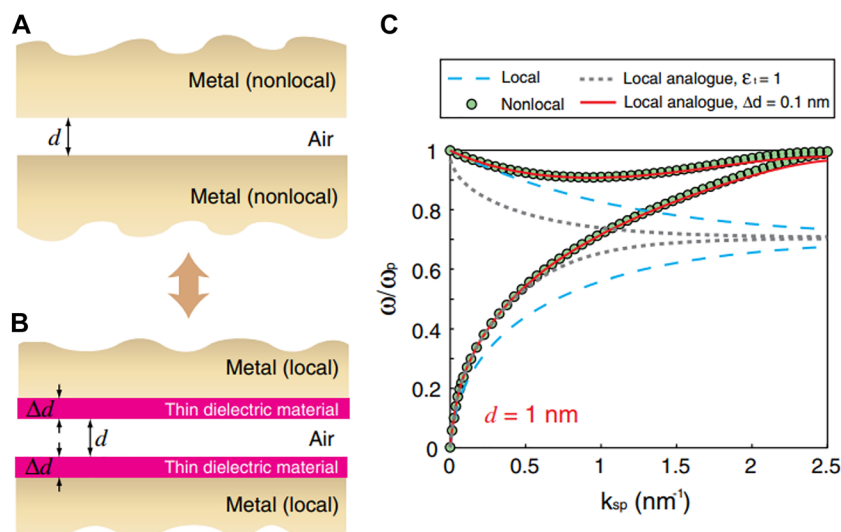 A
Metal (nonlocal)
d
Air
Metal (nonlocal)
B
Metal (local)
Δd
Thin dielectric material
d
Air
Δd
Thin dielectric material
Metal (local)
C
Local
Local analogue, ε₁ = 1
Nonlocal
Local analogue, Δd = 0.1 nm
1
0.8
0.6
0.4
0.2
0
ω/ωp
d = 1 nm
0
0.5
1
1.5
2
2.5
ksp (nm⁻¹)